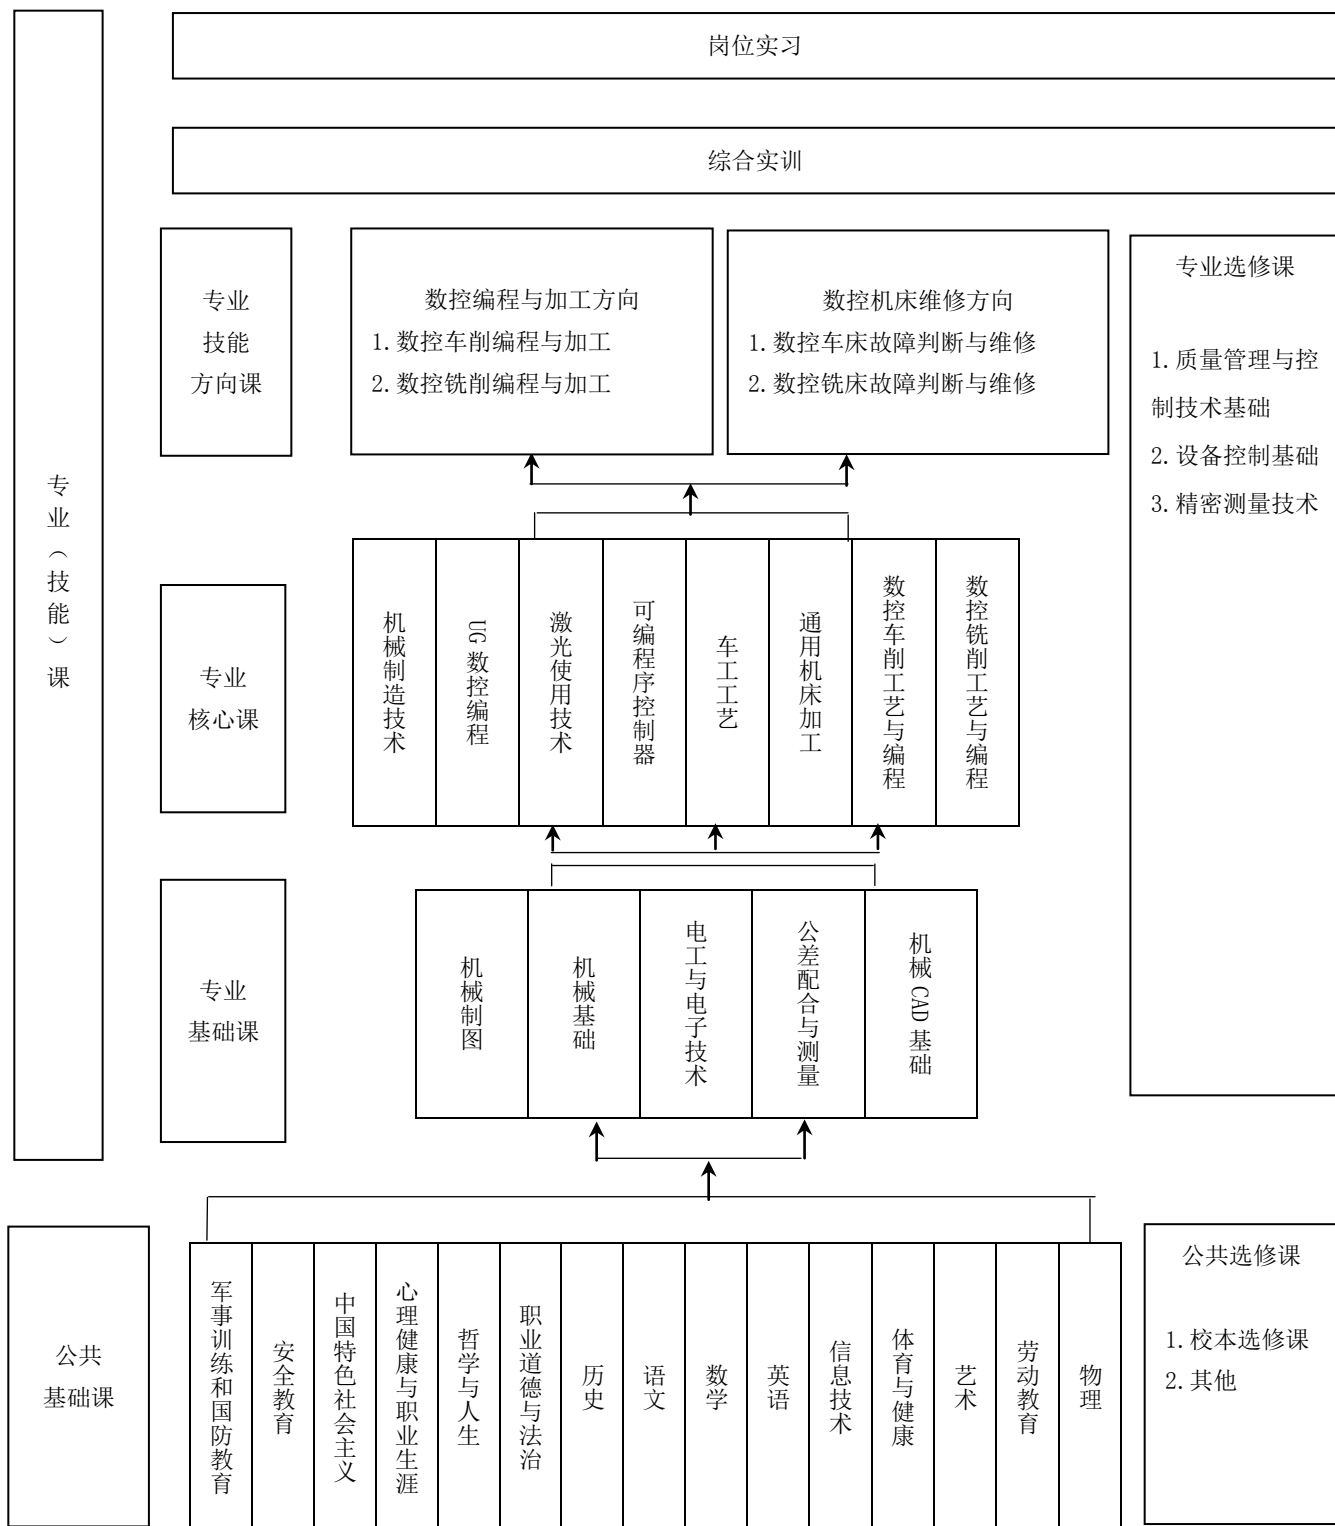 岗位实习
综合实训
专业（技能）课
专业
技能
方向课
数控编程与加工方向
1.数控车削编程与加工
2.数控铣削编程与加工
数控机床维修方向
1.数控车床故障判断与维修
2.数控铣床故障判断与维修
专业选修课
1.质量管理与控
制技术基础
2.设备控制基础
3.精密测量技术
专业
核心课
机械制造技术
UG 数控编程
激光使用技术
可编程序控制器
车工工艺
通用机床加工
数控车削工艺与编程
数控铣削工艺与编程
专业
基础课
机械制图
机械基础
电工与电子技术
公差配合与测量
机械 CAD 基础
公共
基础课
军事训练和国防教育
安全教育
中国特色社会主义
心理健康与职业生涯
哲学与人生
职业道德与法治
历史
语文
数学
英语
信息技术
体育与健康
艺术
劳动教育
物理
公共选修课
1.校本选修课
2.其他